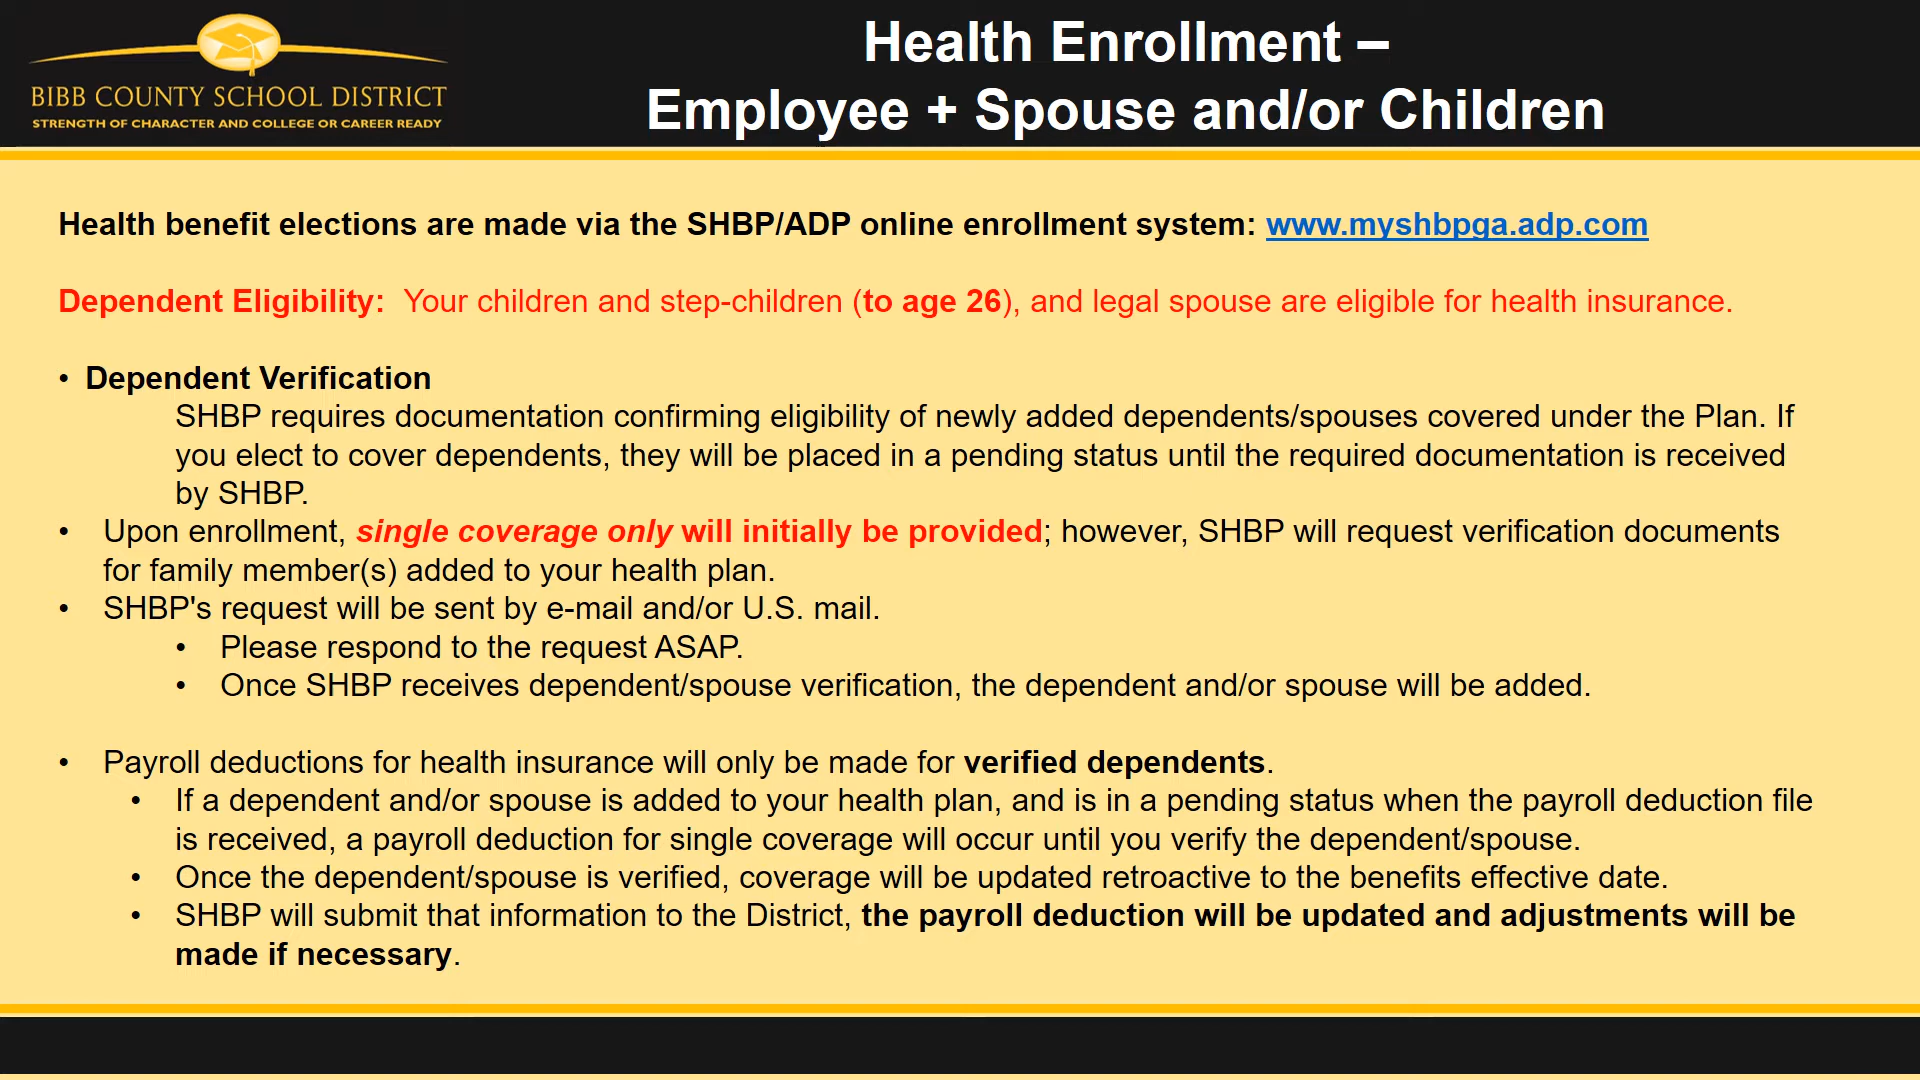 BIBB COUNTY SCHOOL DISTRICT
STRENGTH OF CHARACTER AND COLLEGE OR CAREER READY
Health Enrollment –
Employee + Spouse and/or Children
Health benefit elections are made via the SHBP/ADP online enrollment system: www.myshbpga.adp.com
Dependent Eligibility: Your children and step-children (to age 26), and legal spouse are eligible for health insurance.
• Dependent Verification
SHBP requires documentation confirming eligibility of newly added dependents/spouses covered under the Plan. If
you elect to cover dependents, they will be placed in a pending status until the required documentation is received
by SHBP.
• Upon enrollment, single coverage only will initially be provided; however, SHBP will request verification documents
for family member(s) added to your health plan.
• SHBP's request will be sent by e-mail and/or U.S. mail.
• Please respond to the request ASAP.
• Once SHBP receives dependent/spouse verification, the dependent and/or spouse will be added.
• Payroll deductions for health insurance will only be made for verified dependents.
• If a dependent and/or spouse is added to your health plan, and is in a pending status when the payroll deduction file
is received, a payroll deduction for single coverage will occur until you verify the dependent/spouse.
• Once the dependent/spouse is verified, coverage will be updated retroactive to the benefits effective date.
• SHBP will submit that information to the District, the payroll deduction will be updated and adjustments will be
made if necessary.